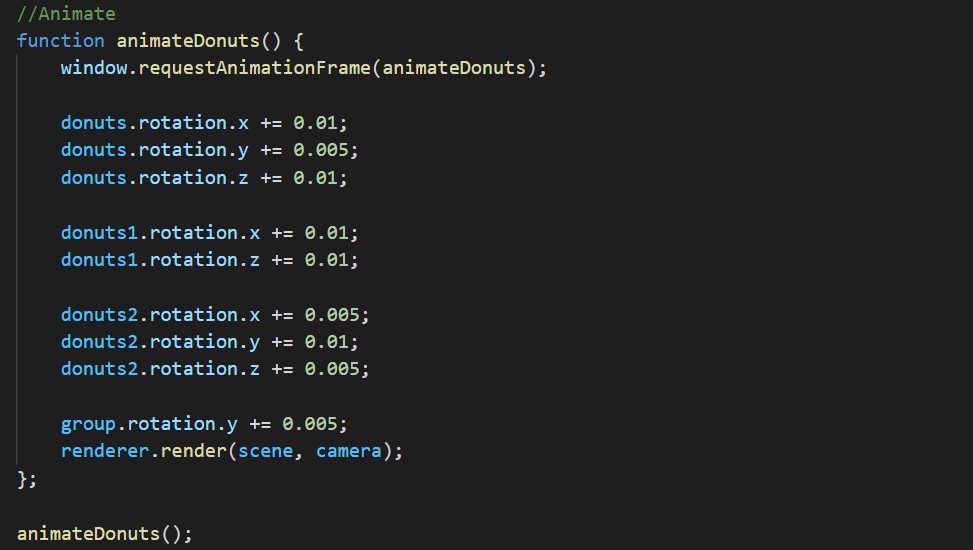 //Animate
function animateDonuts() {
    window.requestAnimationFrame(animateDonuts);

    donuts.rotation.x += 0.01;
    donuts.rotation.y += 0.005;
    donuts.rotation.z += 0.01;

    donuts1.rotation.x += 0.01;
    donuts1.rotation.z += 0.01;

    donuts2.rotation.x += 0.005;
    donuts2.rotation.y += 0.01;
    donuts2.rotation.z += 0.005;

    group.rotation.y += 0.005;
    renderer.render(scene, camera);
};

animateDonuts();